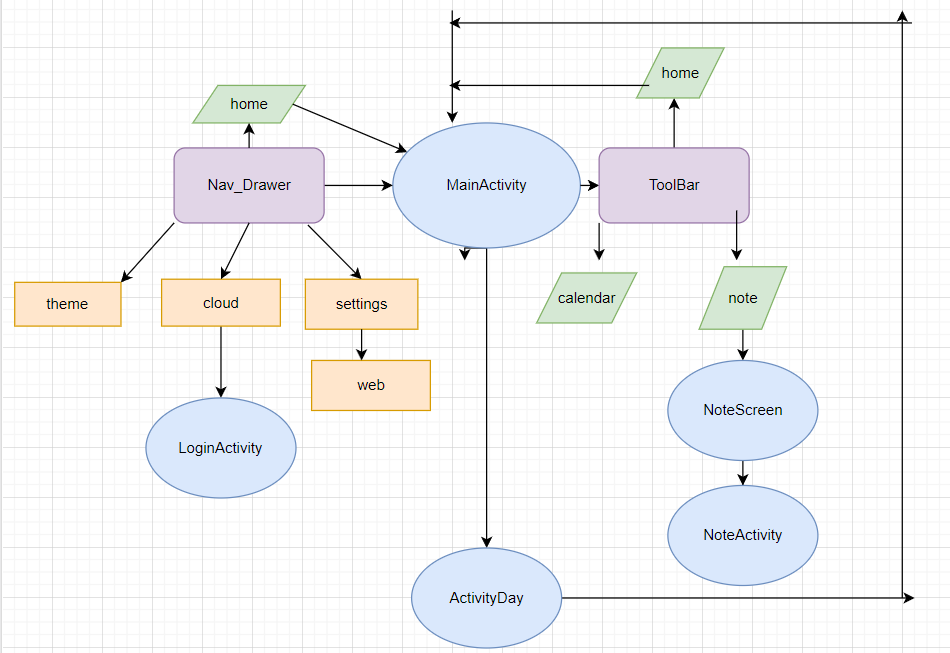 home
home
Nav_Drawer
MainActivity
ToolBar
theme
cloud
settings
calendar
note
web
NoteScreen
LoginActivity
NoteActivity
ActivityDay